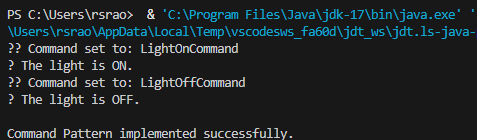 PS C:\Users\rsrao>  & 'C:\Program Files\Java\jdk-17\bin\java.exe' '
\Users\rsrao\AppData\Local\Temp\vscodesws_fa60d\jdt_ws\jdt.ls-java-
?? Command set to: LightOnCommand
? The light is ON.
?? Command set to: LightOffCommand
? The light is OFF.

Command Pattern implemented successfully.